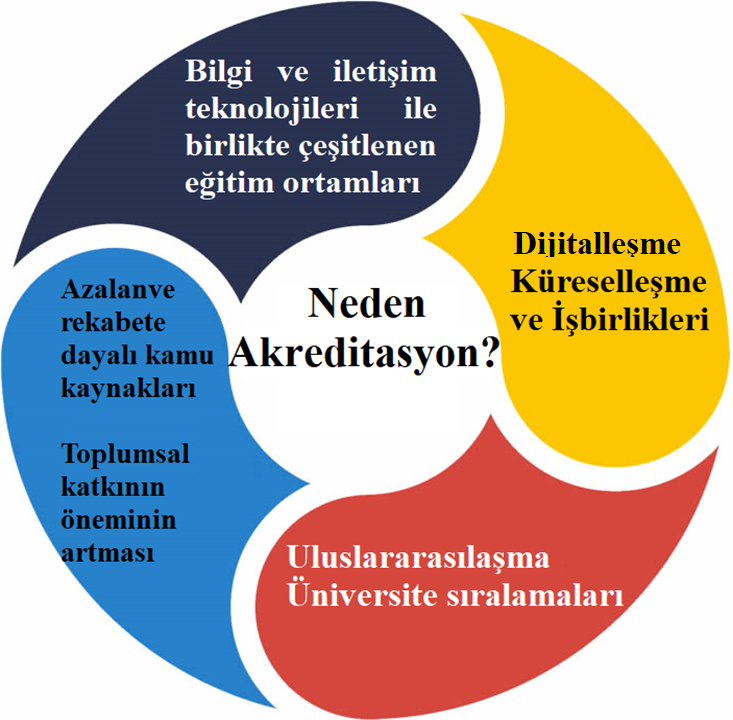 Bilgi ve iletişim
teknolojileri ile
birlikte çeşitlenen
eğitim ortamları
Dijitalleşme
Küreselleşme
ve İşbirlikleri
Neden
Akreditasyon?
Azalanve
rekabete
dayalı kamu
kaynakları
Toplumsal
katkının
öneminin
artması
Uluslararasılaşma
Üniversite sıralamaları